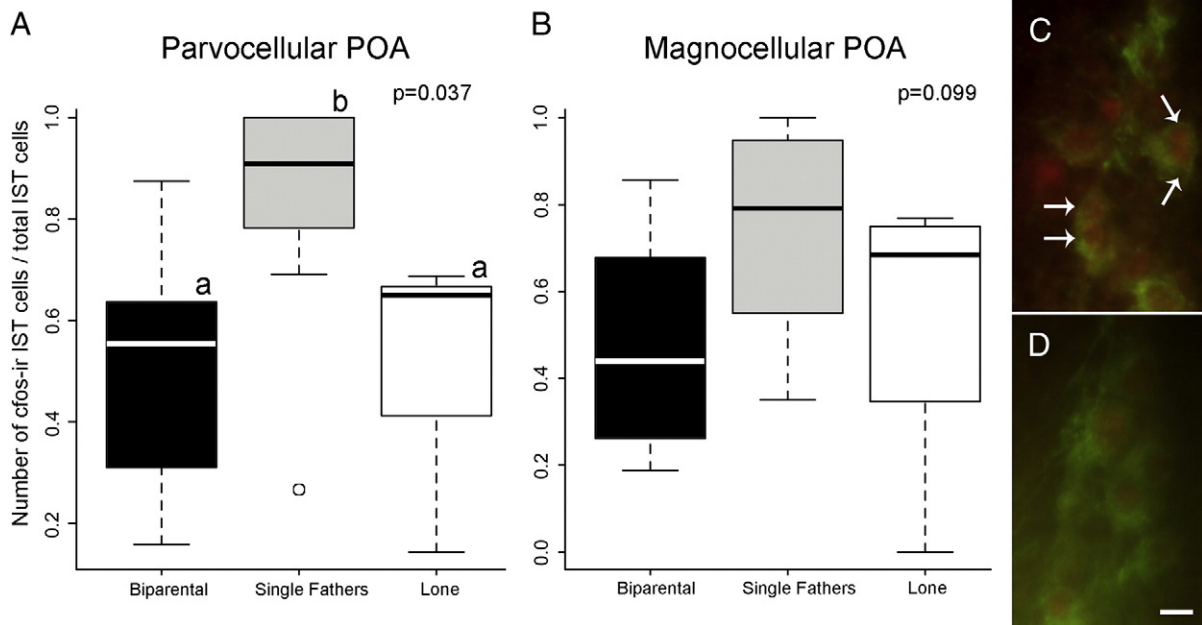 A
Parvocellular POA
p=0.037
Number of cfos-ir IST cells / total IST cells
1.0
0.8
0.6
0.4
0.2
a
b
a
Biparental
Single Fathers
Lone
B
Magnocellular POA
p=0.099
1.0
0.8
0.6
0.4
0.2
0.0
Biparental
Single Fathers
Lone
C
D